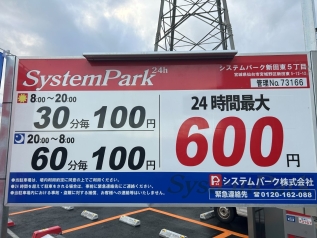 SystemPark 24h
システムパーク新田東5丁目
管理No.73166
8:00～20:00
30分毎100円
20:00～8:00
60分毎100円
24時間最大
600円
システムパーク株式会社
緊急連絡先 0120-162-088